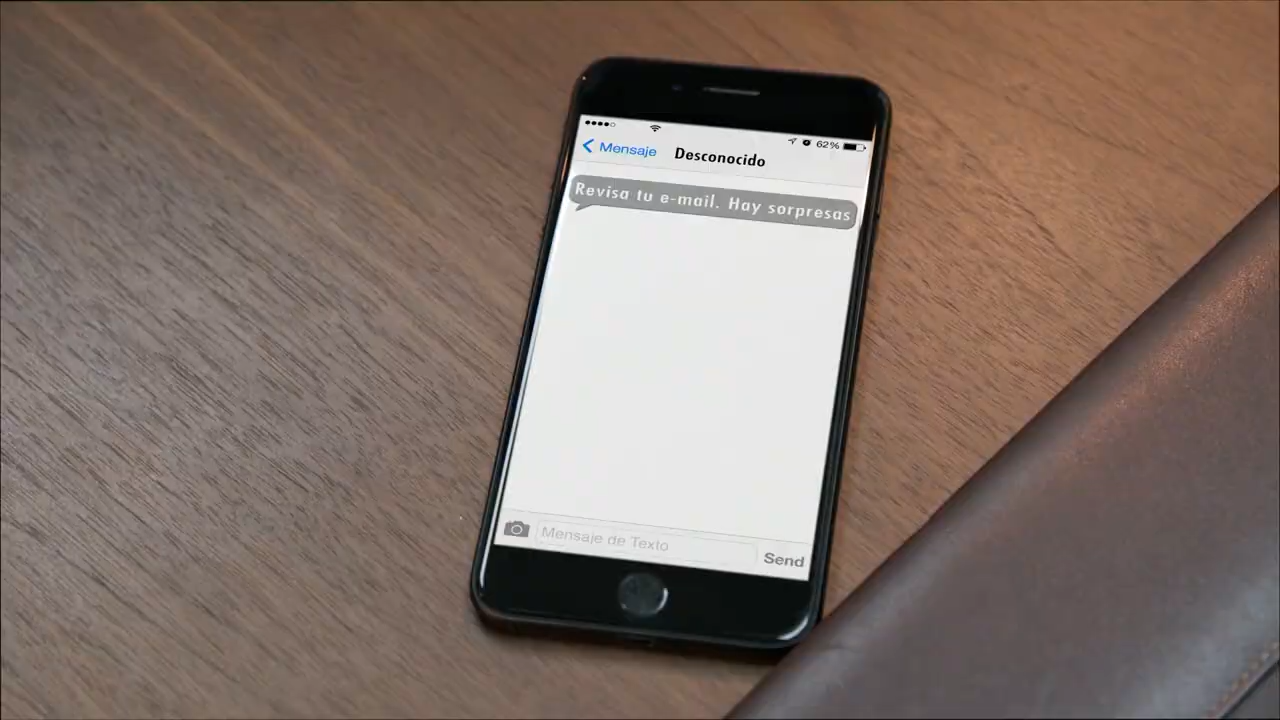 62%
Mensaje Desconocido
Revisa tu e-mail. Hay sorpresas
Mensaje de Texto Send